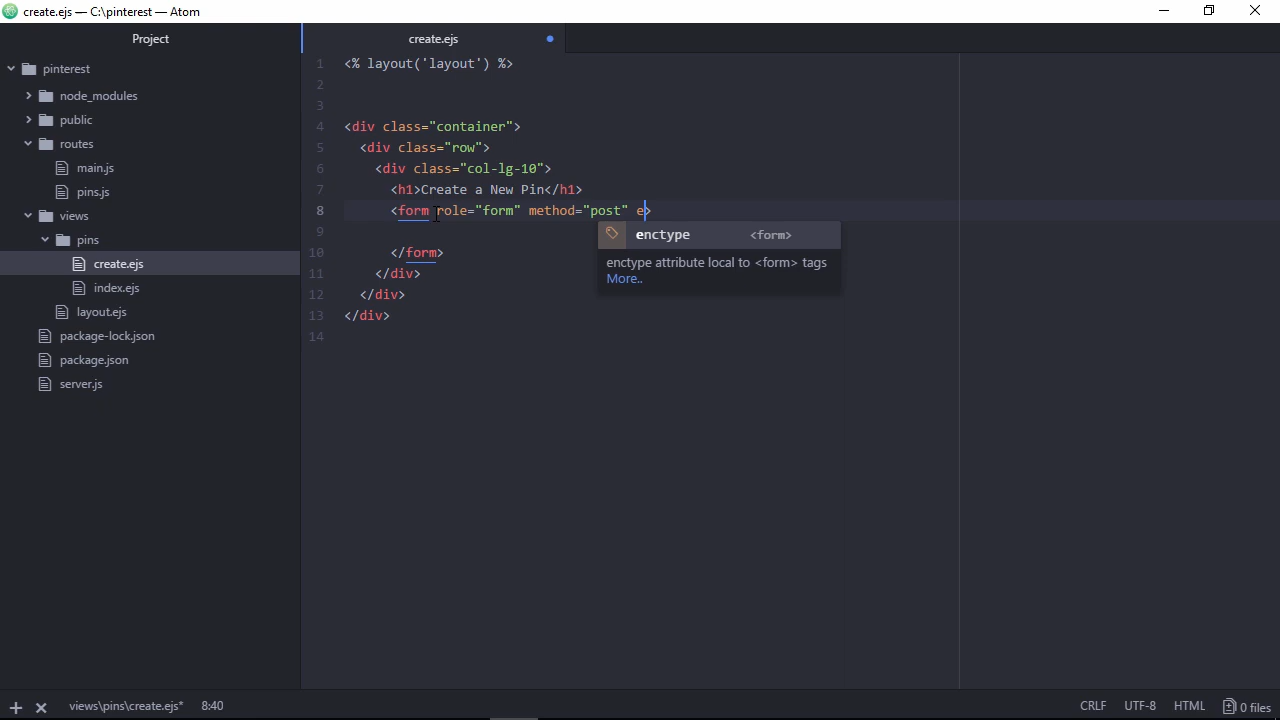 create.ejs — C:\pinterest — Atom
Project
pinterest
node_modules
public
routes
main.js
pins.js
views
pins
create.ejs
index.ejs
layout.ejs
package-lock.json
package.json
server.js
create.ejs
1 <% layout('layout') %>
2
3
4 <div class="container">
5 <div class="row">
6 <div class="col-lg-10">
7 <h1>Create a New Pin</h1>
8 <form role="form" method="post" e>
9
10 </form>
11 </div>
12 </div>
13 </div>
14
enctype <form>
enctype attribute local to <form> tags
More..
views\pins\create.ejs* 8:40
CRLF UTF-8 HTML 0 files